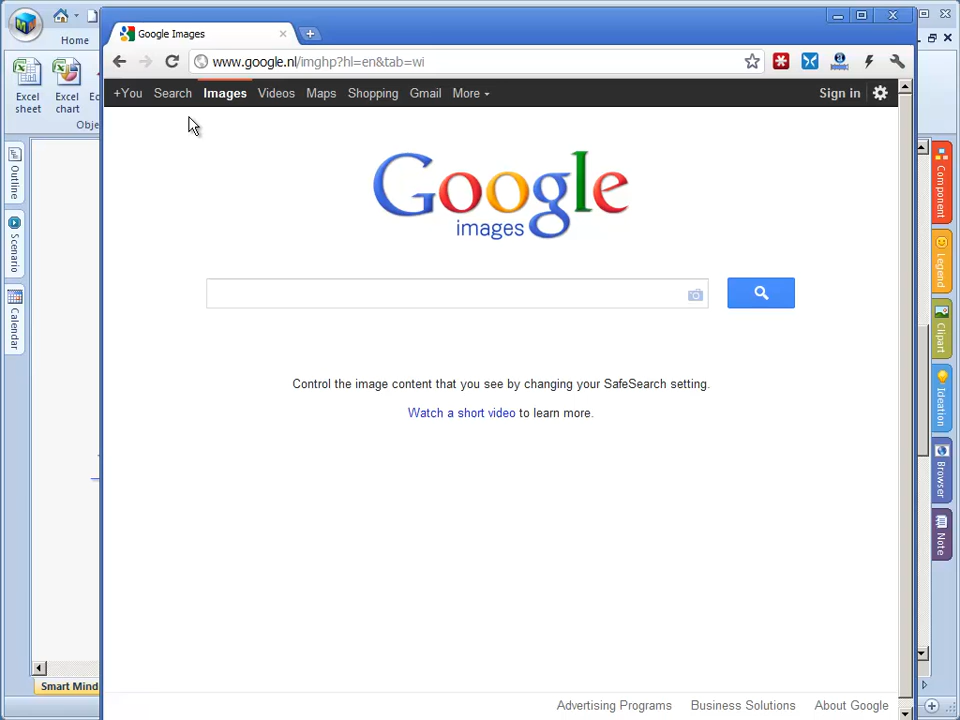 Google Images
www.google.nl/imghp?hl=en&tab=wi
Home
+You Search Images Videos Maps Shopping Gmail More Sign in
Excel sheet
Excel chart
Obje
Google
images
Control the image content that you see by changing your SafeSearch setting.
Watch a short video to learn more.
Outline
Scenario
Calendar
Component
Legend
Clipart
Ideation
Browser
Note
Smart Mind
Advertising Programs Business Solutions About Google